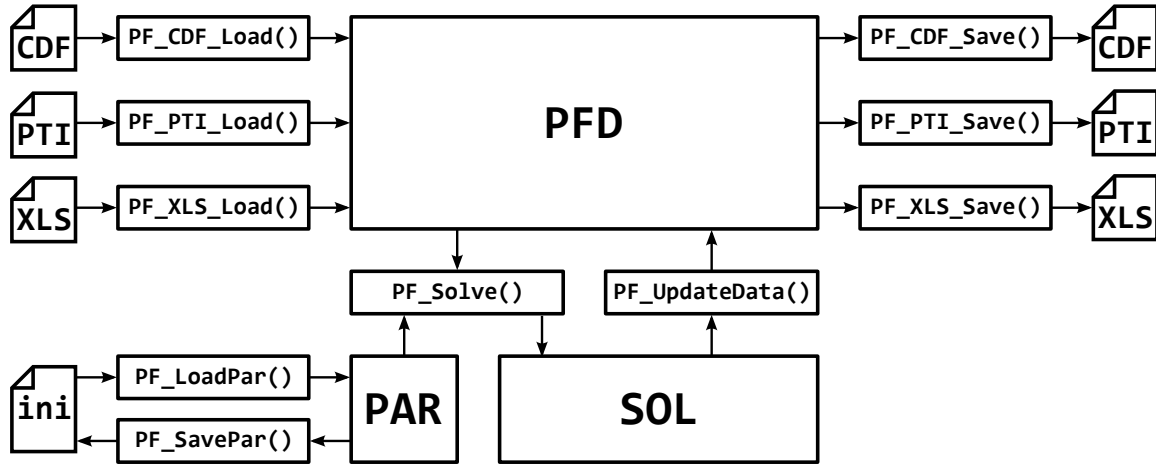 CDF
PF_CDF_Load()
PF_CDF_Save()
CDF
PTI
PF_PTI_Load()
PFD
PF_PTI_Save()
PTI
XLS
PF_XLS_Load()
PF_XLS_Save()
XLS
PF_Solve()
PF_UpdateData()
ini
PF_LoadPar()
PF_SavePar()
PAR
SOL